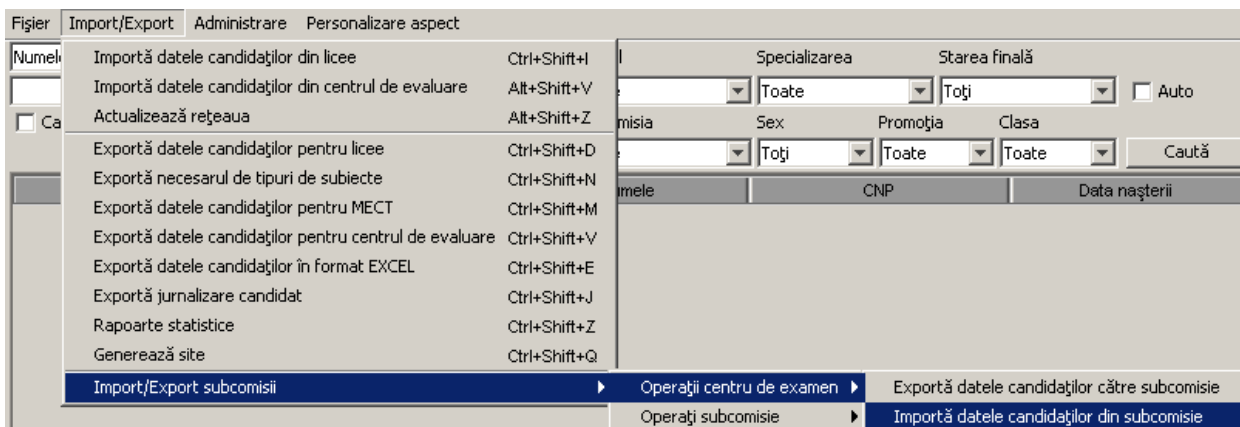 Fişier Import/Export Administrare Personalizare aspect
Importă datele candidaţilor din licee Ctrl+Shift+I Specializarea Starea finală
Importă datele candidaţilor din centrul de evaluare Alt+Shift+V Toate Toţi Auto
Actualizează reţeaua Alt+Shift+Z Sex Promoţia Clasa
Exportă datele candidaţilor pentru licee Ctrl+Shift+D Toţi Toate Toate Caută
Exportă necesarul de tipuri de subiecte Ctrl+Shift+N CNP Data naşterii
Exportă datele candidaţilor pentru MECT Ctrl+Shift+M
Exportă datele candidaţilor pentru centrul de evaluare Ctrl+Shift+V
Exportă datele candidaţilor în format EXCEL Ctrl+Shift+E
Exportă jurnalizare candidat Ctrl+Shift+J
Rapoarte statistice Ctrl+Shift+Z
Generează site Ctrl+Shift+Q
Import/Export subcomisii Operaţii centru de examen Exportă datele candidaţilor către subcomisie
Operaţi subcomisie Importă datele candidaţilor din subcomisie